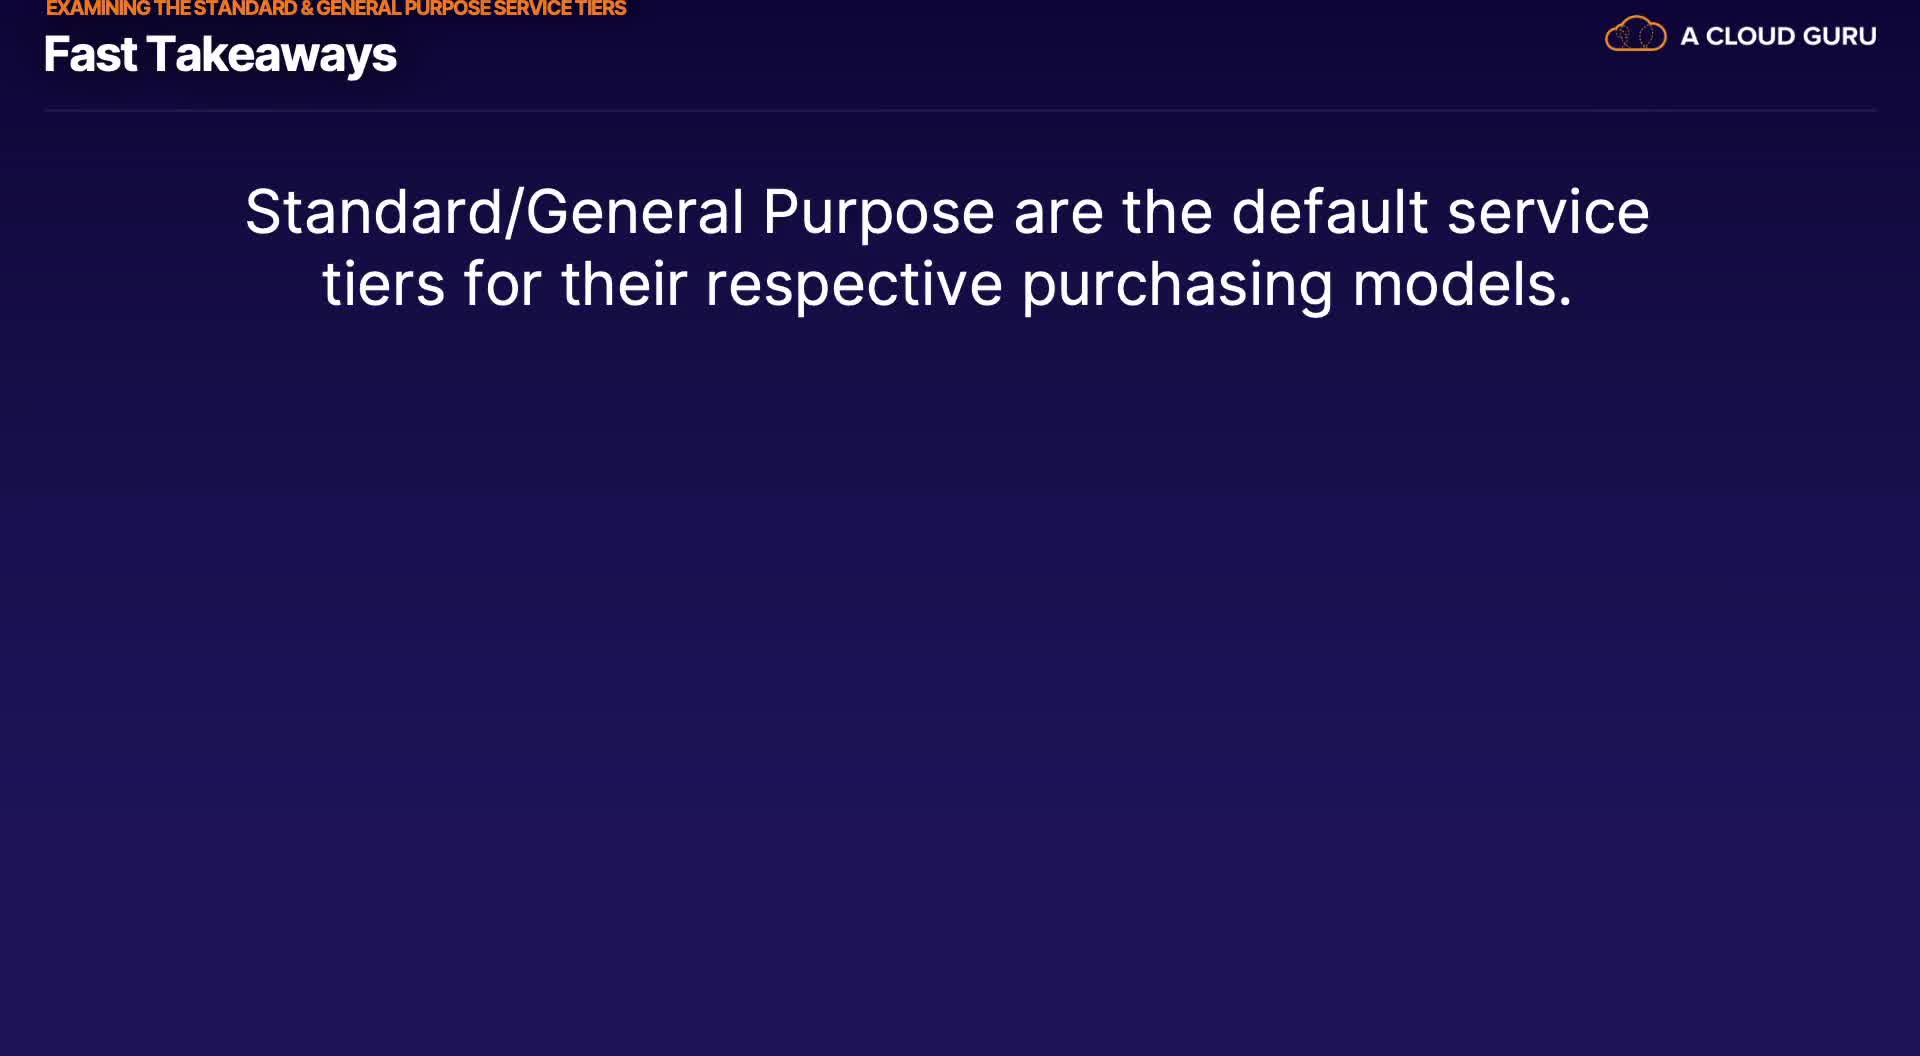 EXAMINING THE STANDARD & GENERAL PURPOSE SERVICE TIERS
Fast Takeaways
A CLOUD GURU
Standard/General Purpose are the default service
tiers for their respective purchasing models.